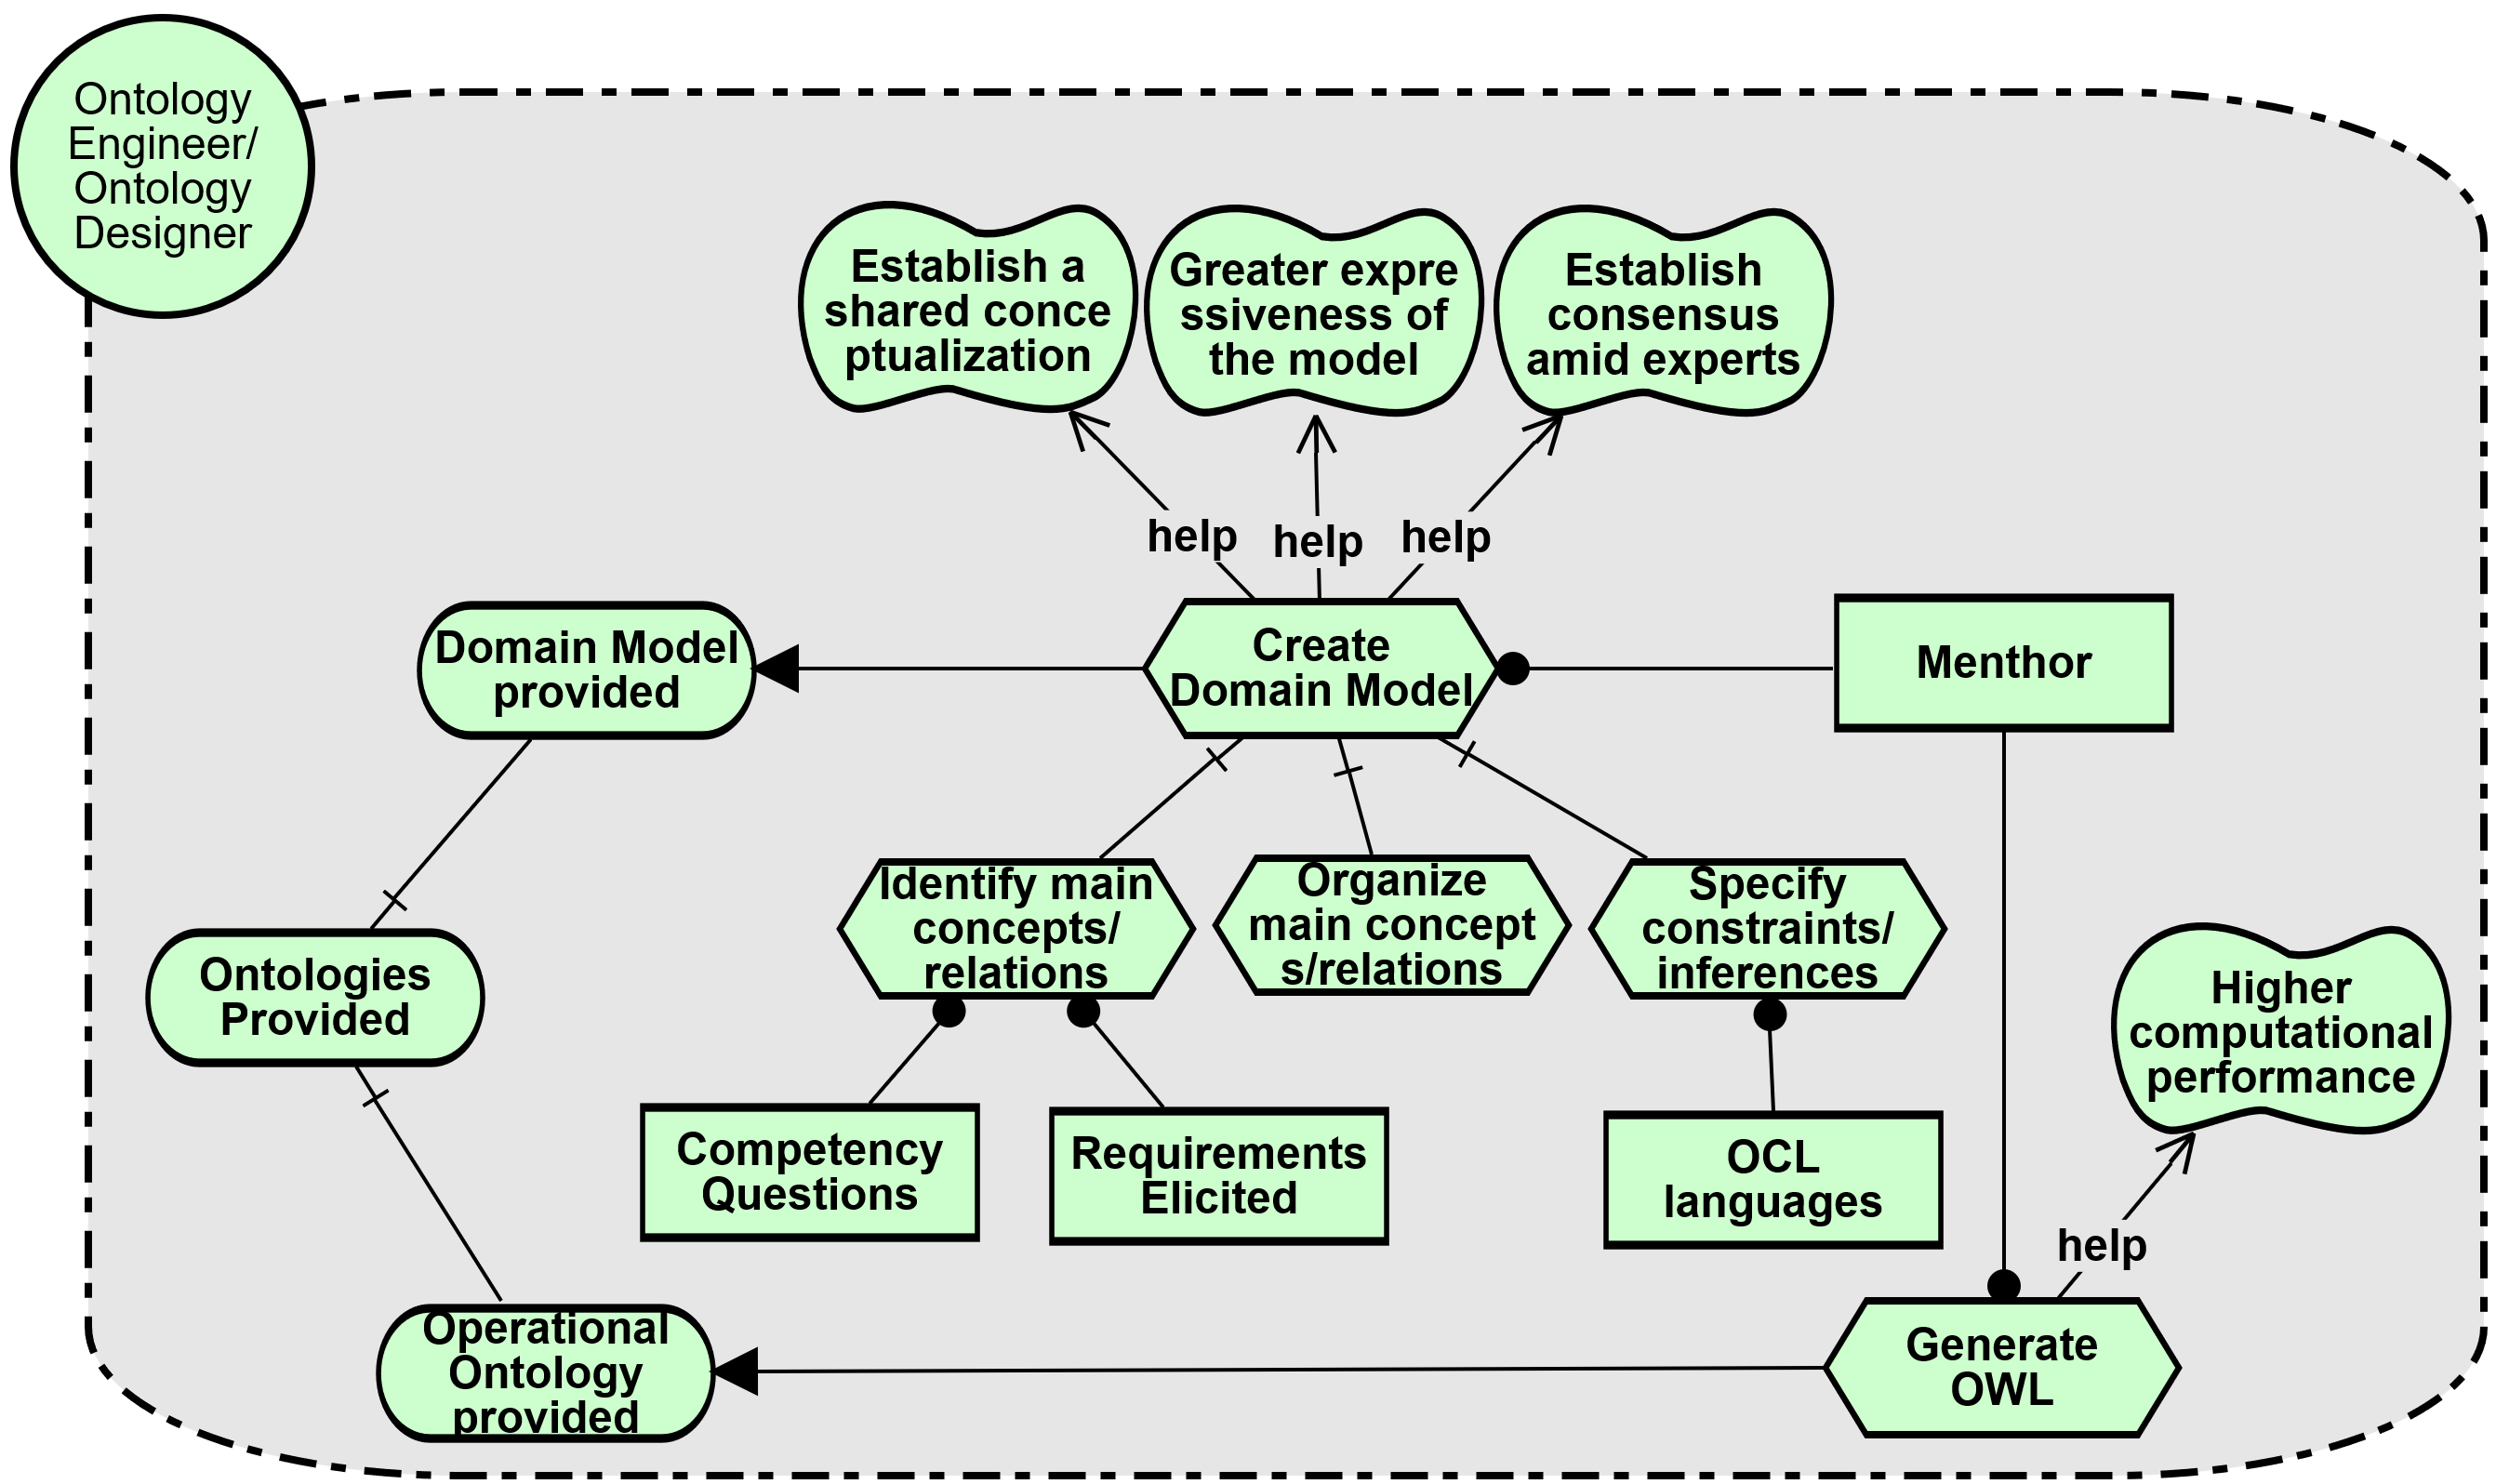 Ontology
Engineer/
Ontology
Designer
Establish a
shared conce
ptualization
Greater expre
ssiveness of
the model
Establish
consensus
amid experts
help
help
help
Domain Model
provided
Create
Domain Model
Menthor
Identify main
concepts/
relations
Organize
main concept
s/relations
Specify
constraints/
inferences
Ontologies
Provided
Higher
computational
performance
Competency
Questions
Requirements
Elicited
OCL
languages
help
Operational
Ontology
provided
Generate
OWL